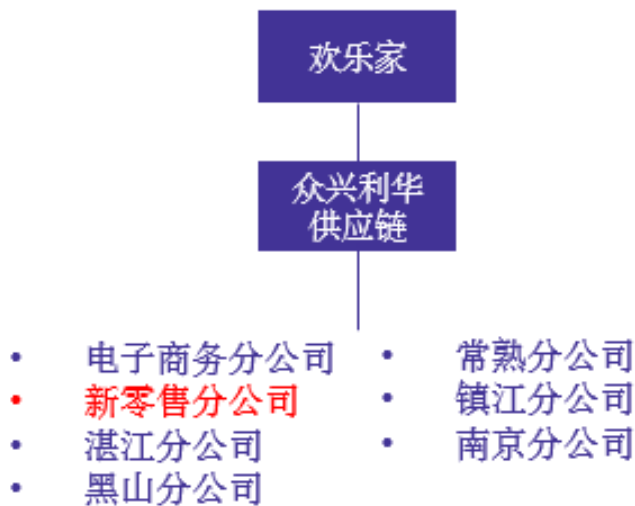 欢乐家
众兴利华
供应链
• 电子商务分公司
• 新零售分公司
• 湛江分公司
• 黑山分公司
• 常熟分公司
• 镇江分公司
• 南京分公司